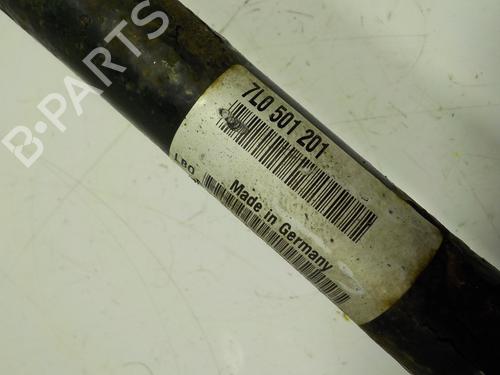 B-PARTS
7L0 501 201
LBO
Made in Germany